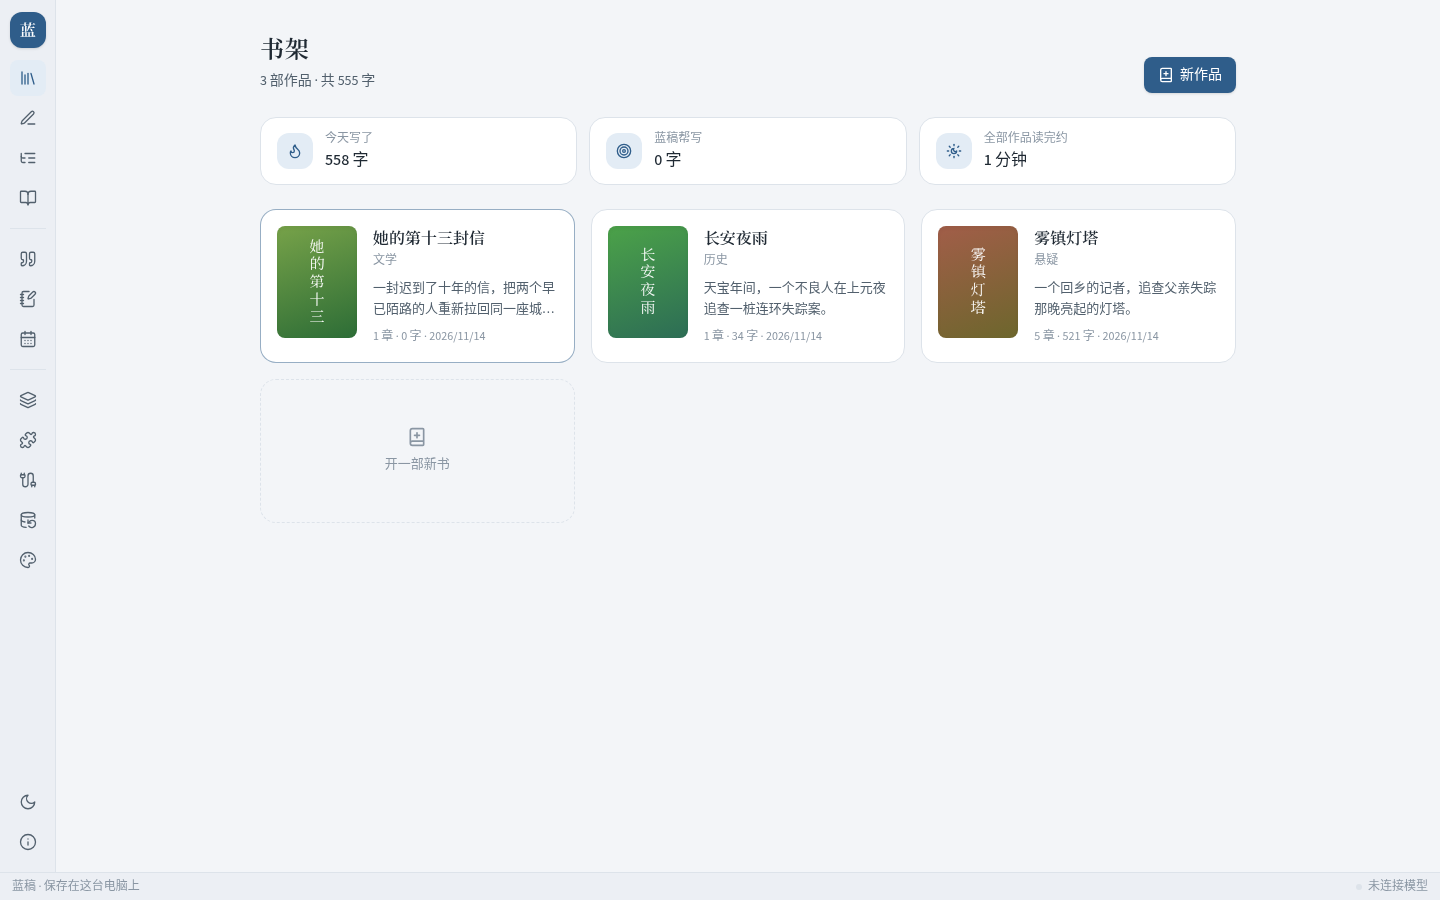 蓝
书架
3 部作品 · 共 555 字
新作品
今天写了
558 字
蓝稿帮写
0 字
全部作品读完约
1 分钟
她的第十三
她的第十三封信
文学
一封迟到了十年的信，把两个早
已陌路的人重新拉回同一座城…
1 章 · 0 字 · 2026/11/14
长安夜雨
长安夜雨
历史
天宝年间，一个不良人在上元夜
追查一桩连环失踪案。
1 章 · 34 字 · 2026/11/14
雾镇灯塔
雾镇灯塔
悬疑
一个回乡的记者，追查父亲失踪
那晚亮起的灯塔。
5 章 · 521 字 · 2026/11/14
开一部新书
蓝稿 · 保存在这台电脑上
未连接模型